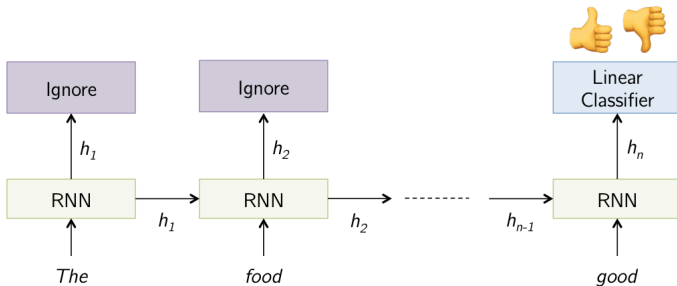 Ignore
Ignore
Linear
Classifier
h1
h2
hn
RNN
RNN
RNN
h1
h2
hn-1
The
food
good